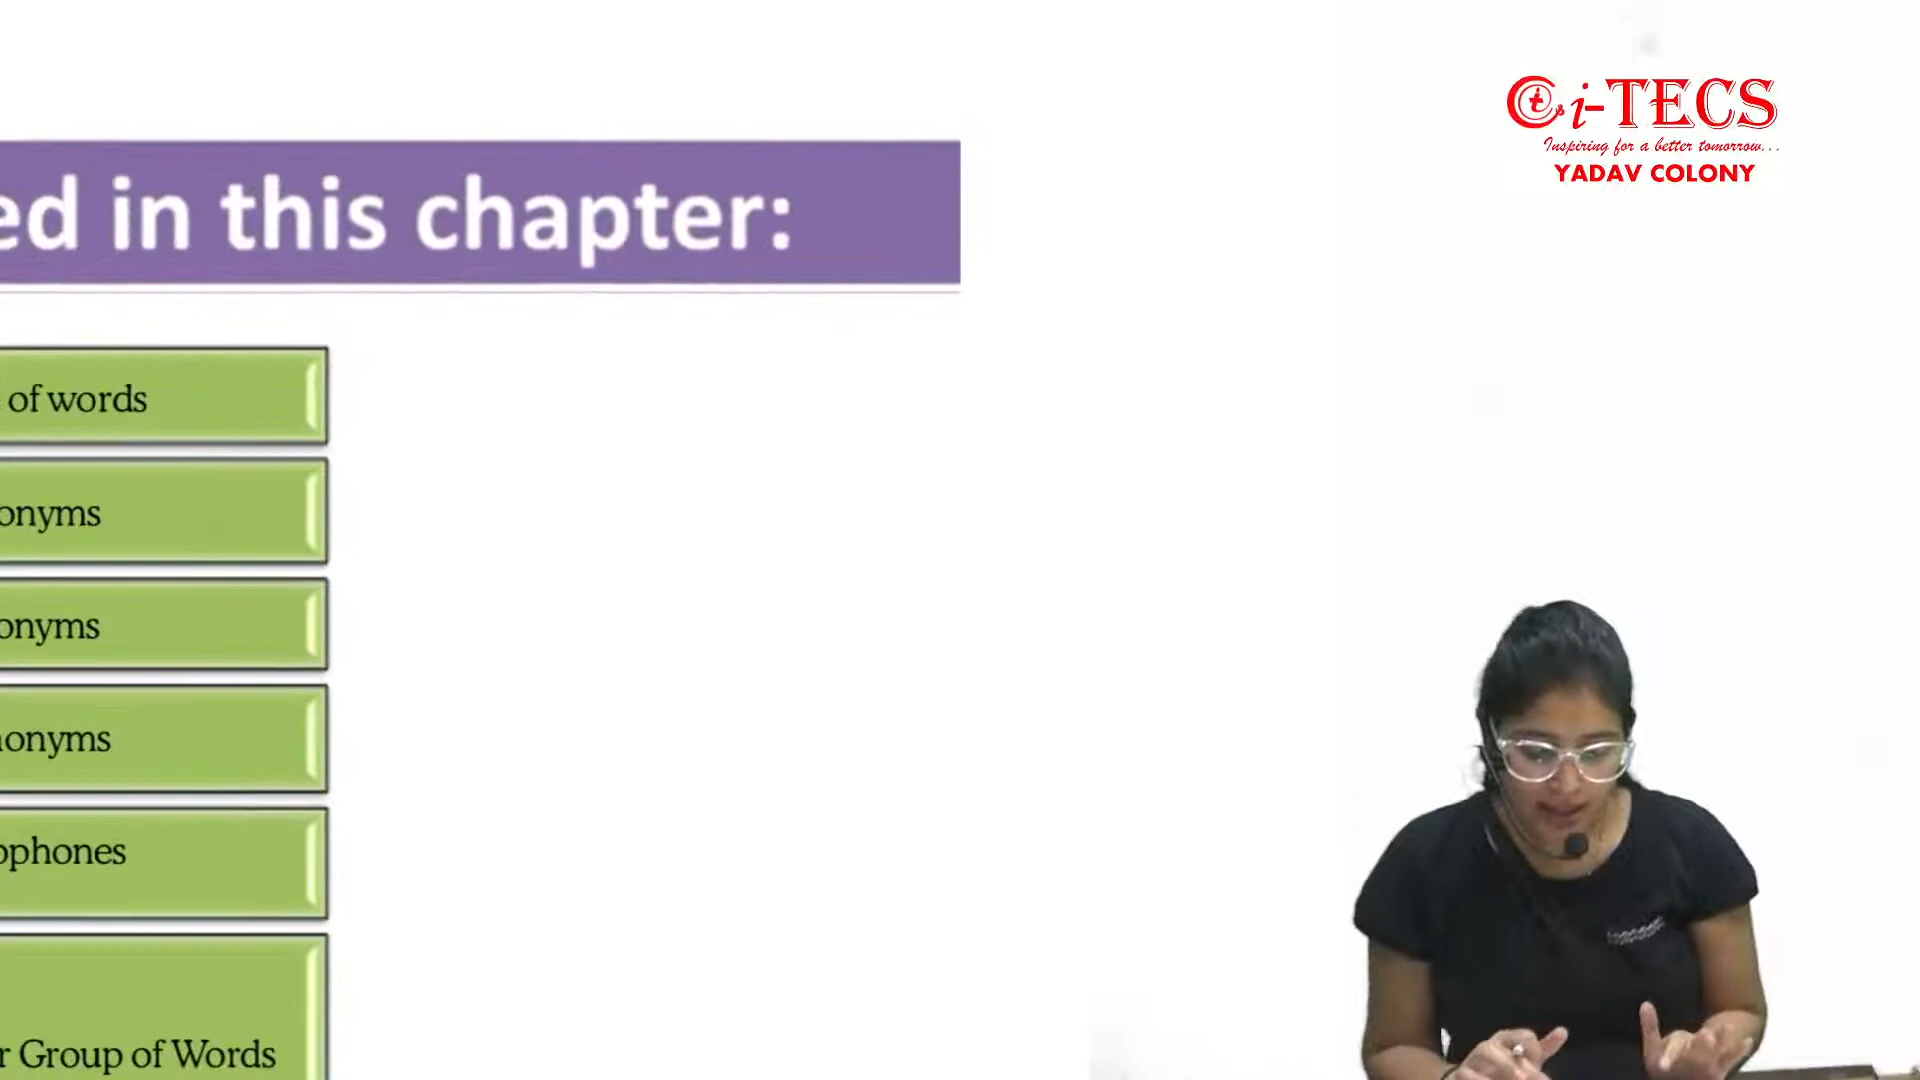 i-TECS
Inspiring for a better tomorrow...
YADAV COLONY
ed in this chapter:
of words
onyms
onyms
onyms
ophones
r Group of Words